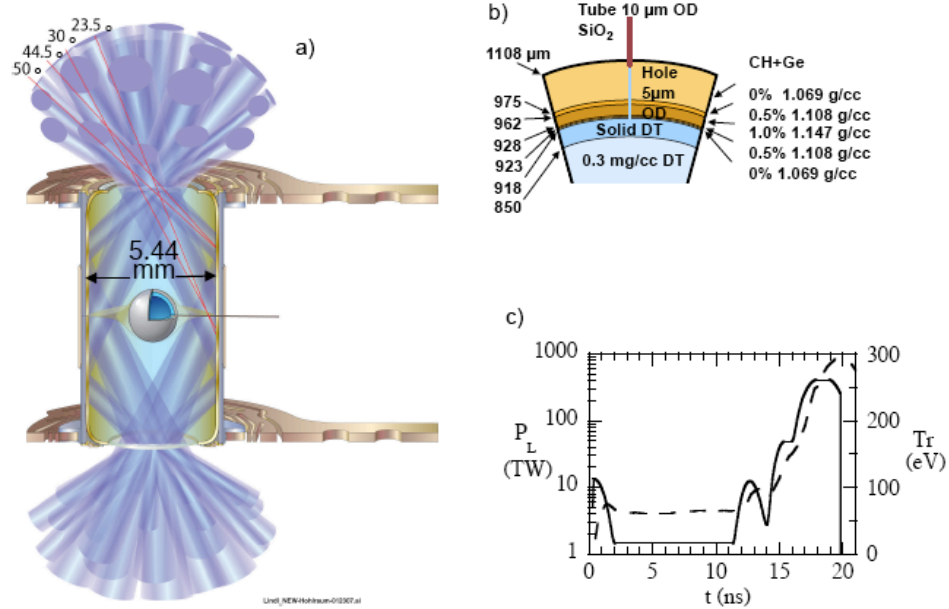 a)
23.5 °
30 °
44.5 °
50 °
5.44
mm
Lindl_NEW-Hohlraum-012307.ai
b)
Tube 10 µm OD
SiO2
1108 µm
Hole
5µm
OD
Solid DT
0.3 mg/cc DT
975
962
928
923
918
850
CH+Ge
0% 1.069 g/cc
0.5% 1.108 g/cc
1.0% 1.147 g/cc
0.5% 1.108 g/cc
0% 1.069 g/cc
c)
1000
100
10
1
PL
(TW)
300
200
100
0
Tr
(eV)
0 5 10 15 20
t (ns)